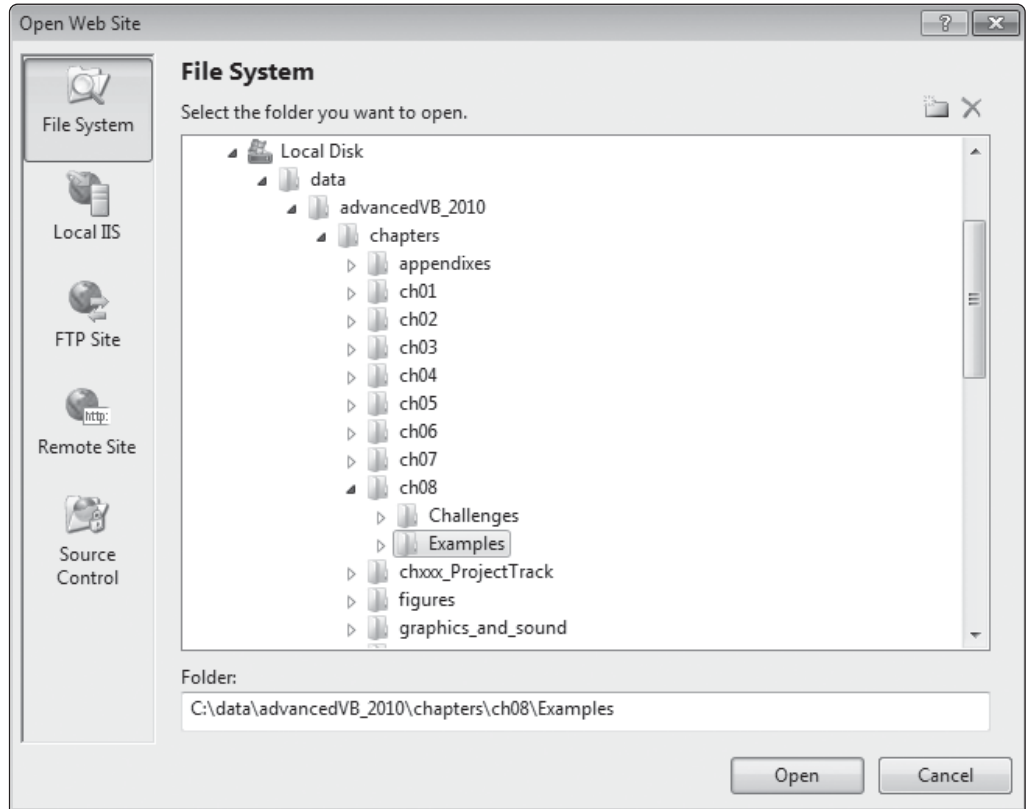 Open Web Site
File System
Local IIS
FTP Site
http:
Remote Site
Source
Control
File System
Select the folder you want to open.
Local Disk
data
advancedVB_2010
chapters
appendixes
ch01
ch02
ch03
ch04
ch05
ch06
ch07
ch08
Challenges
Examples
chxxx_ProjectTrack
figures
graphics_and_sound
Folder:
C:\data\advancedVB_2010\chapters\ch08\Examples
Open
Cancel